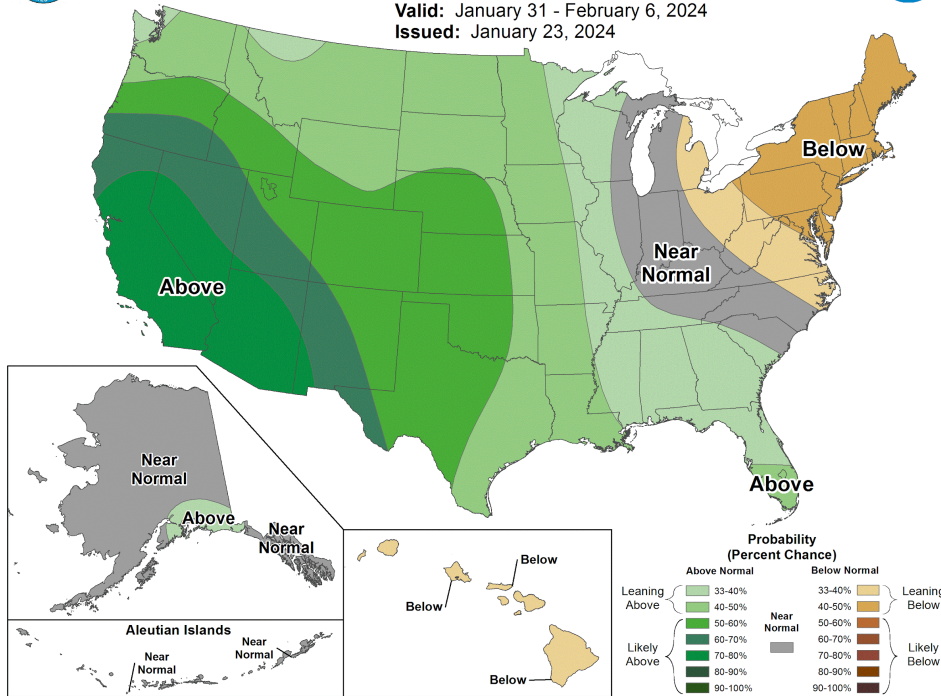 Valid: January 31 - February 6, 2024
Issued: January 23, 2024
Below
Near
Normal
Above
Above
Near
Normal
Above
Near
Normal
Aleutian Islands
Near
Normal
Near
Normal
Below
Below
Below
Probability
(Percent Chance)
Above Normal
Below Normal
Leaning
Above
33-40%
40-50%
Likely
Above
50-60%
60-70%
70-80%
80-90%
90-100%
Near
Normal
33-40%
40-50%
Leaning
Below
50-60%
60-70%
70-80%
80-90%
90-100%
Likely
Below